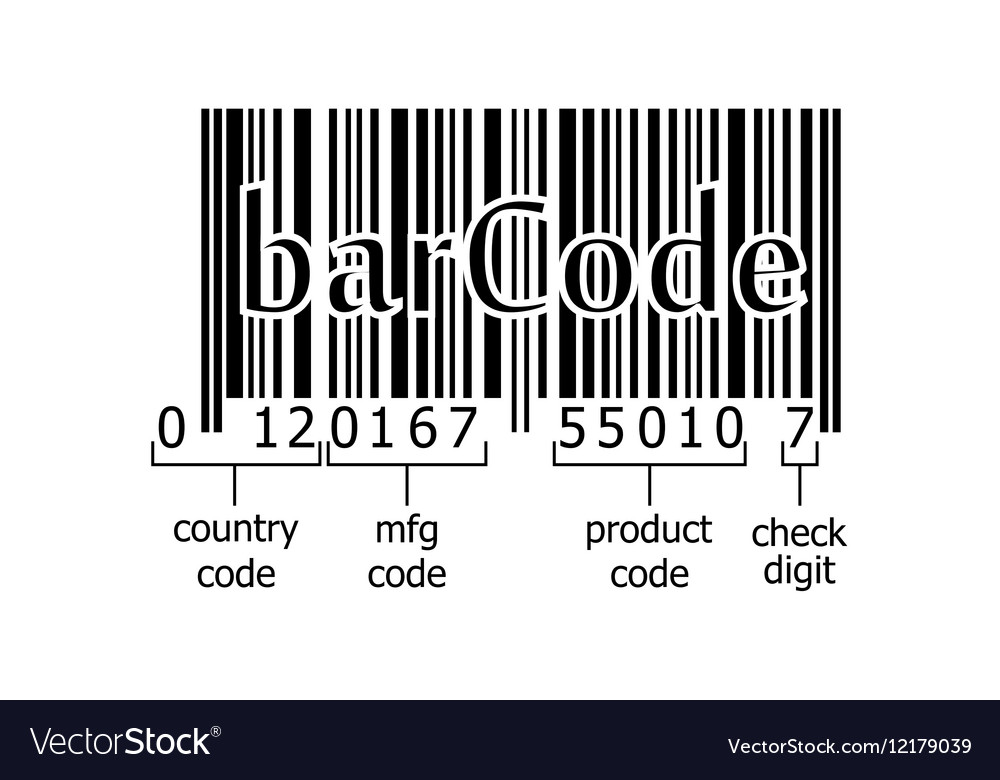 barCode
0 120167 55010 7
country code mfg code product code check digit
VectorStock®
VectorStock.com/12179039